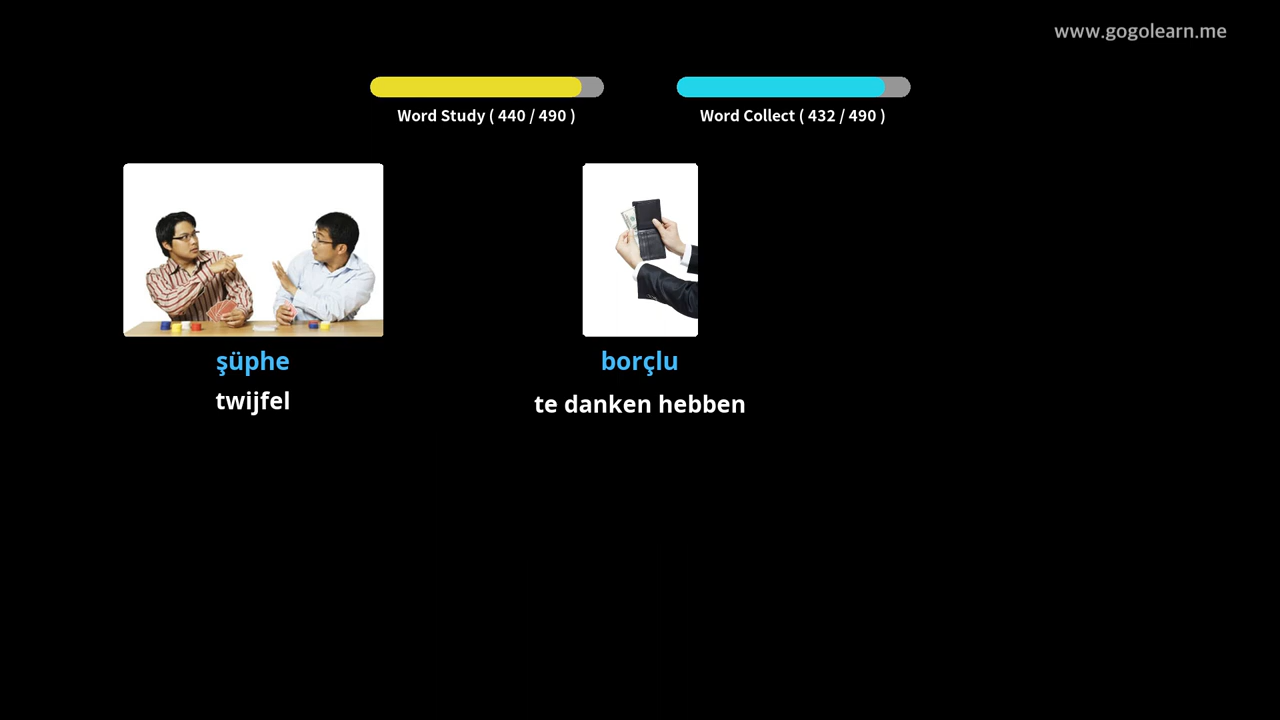 www.gogolearn.me
Word Study ( 440 / 490 )
Word Collect ( 432 / 490 )
şüphe
twijfel
borçlu
te danken hebben